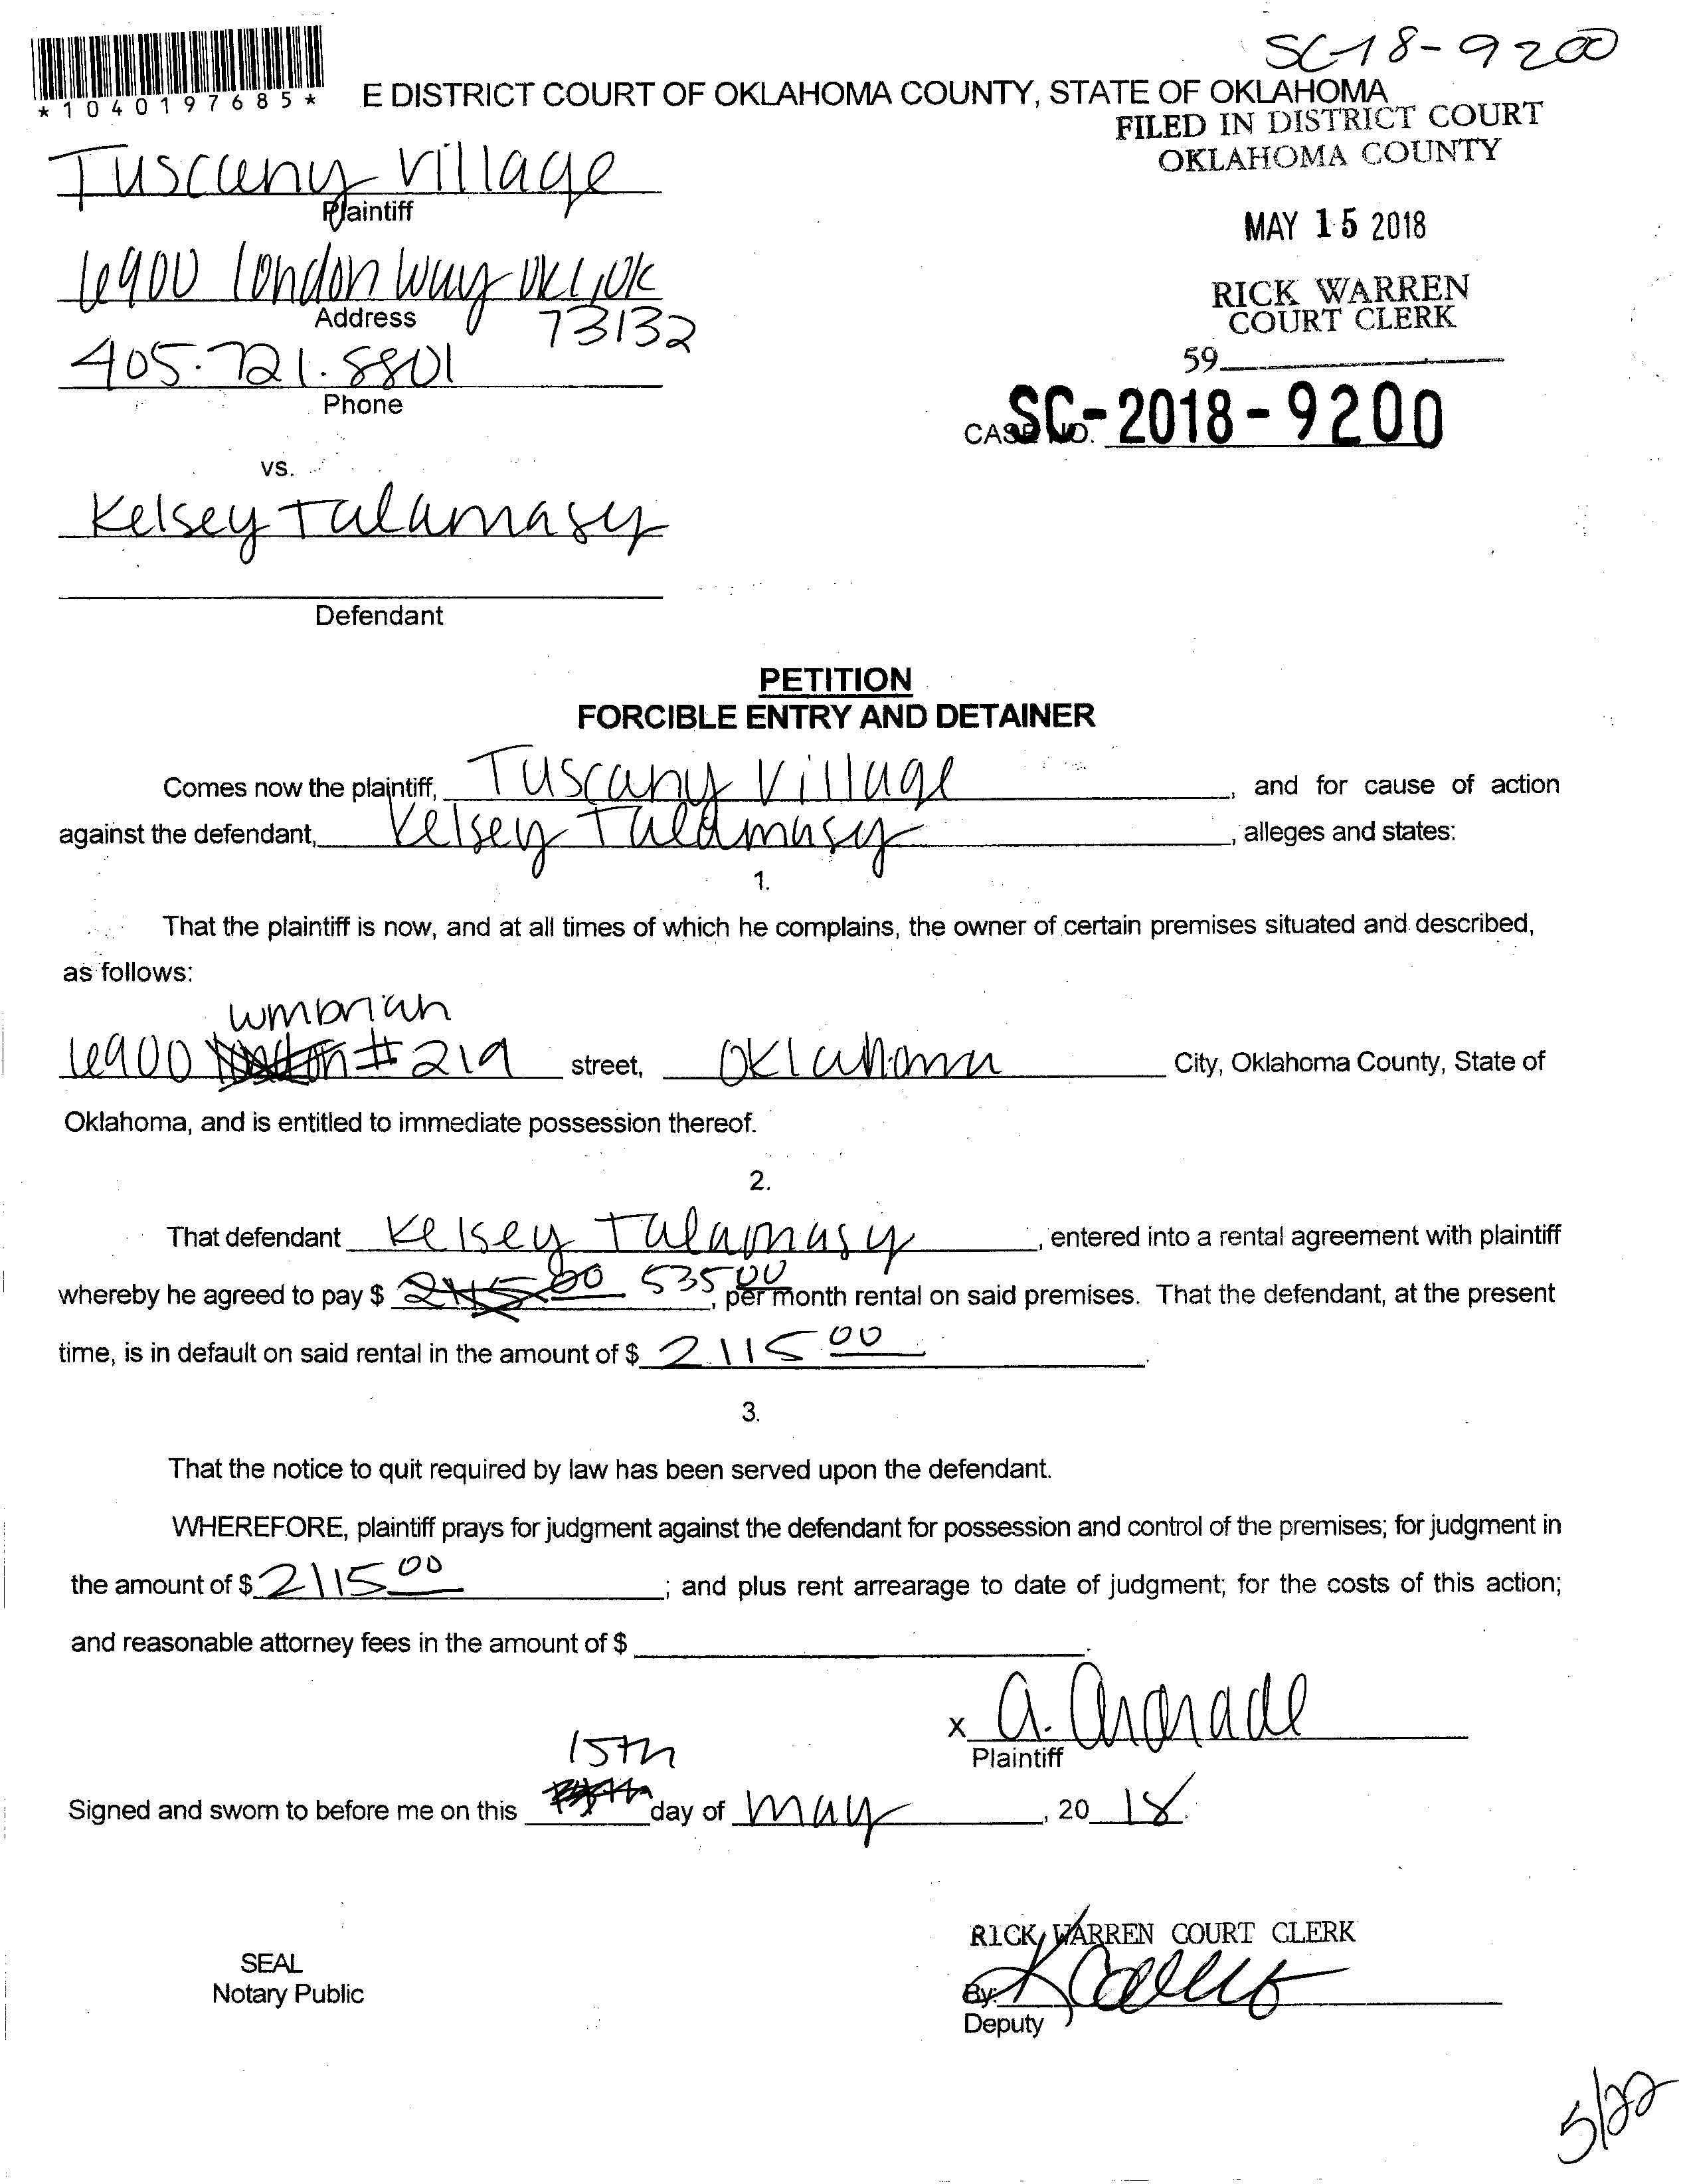 SC-18-9200
*1040197685*
E DISTRICT COURT OF OKLAHOMA COUNTY, STATE OF OKLAHOMA
FILED IN DISTRICT COURT
OKLAHOMA COUNTY
Tuscany Village
Plaintiff
MAY 15 2018
6900 London Way OKC, OK
Address
73132
RICK WARREN
COURT CLERK
405.721.8801
Phone
59
CASE NO. SC-2018-9200
vs.
Kelsey Talamasy
Defendant
PETITION
FORCIBLE ENTRY AND DETAINER
Comes now the plaintiff, Tuscany Village, and for cause of action
against the defendant, Kelsey Talamasy, alleges and states:
1.
That the plaintiff is now, and at all times of which he complains, the owner of certain premises situated and described,
as follows:
umbrian
6900 #219 street, Oklahoma City, Oklahoma County, State of
Oklahoma, and is entitled to immediate possession thereof.
2.
That defendant Kelsey Talamasy, entered into a rental agreement with plaintiff
whereby he agreed to pay $ 2115.00 535 00, per month rental on said premises. That the defendant, at the present
time, is in default on said rental in the amount of $ 2115 00.
3.
That the notice to quit required by law has been served upon the defendant.
WHEREFORE, plaintiff prays for judgment against the defendant for possession and control of the premises; for judgment in
the amount of $ 2115.00; and plus rent arrearage to date of judgment; for the costs of this action;
and reasonable attorney fees in the amount of $ .
x A. Andrade
Plaintiff
15th
Signed and sworn to before me on this day of May, 20 18.
RICK WARREN COURT CLERK
SEAL
Notary Public
By:
Deputy
5/22